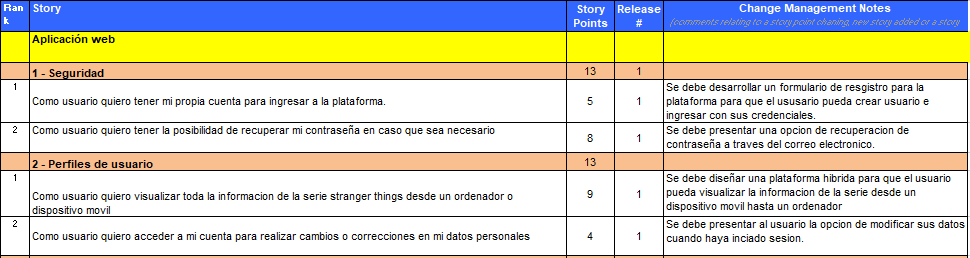 Ran
k
Story
Story
Points
Release
#
Change Management Notes
(comments relating to a story point chaning, new story added or a story
Aplicación web
1 - Seguridad
13
1
1
Como usuario quiero tener mi propia cuenta para ingresar a la plataforma.
5
1
Se debe desarrollar un formulario de resgistro para la
plataforma para que el ususario pueda crear usuario e
ingresar con sus credenciales.
2
Como usuario quiero tener la posibilidad de recuperar mi contraseña en caso que sea necesario
8
1
Se debe presentar una opcion de recuperacion de
contraseña a traves del correo electronico.
2 - Perfiles de usuario
13
1
Como usuario quiero visualizar toda la informacion de la serie stranger things desde un ordenador o
dispositivo movil
9
1
Se debe diseñar una plataforma hibrida para que el usuario
pueda visualizar la informacion de la serie desde un
dispositivo movil hasta un ordenador
2
Como usuario quiero acceder a mi cuenta para realizar cambios o correcciones en mi datos personales
4
1
Se debe presentar al usuario la opcion de modificar sus datos
cuando haya inciado sesion.